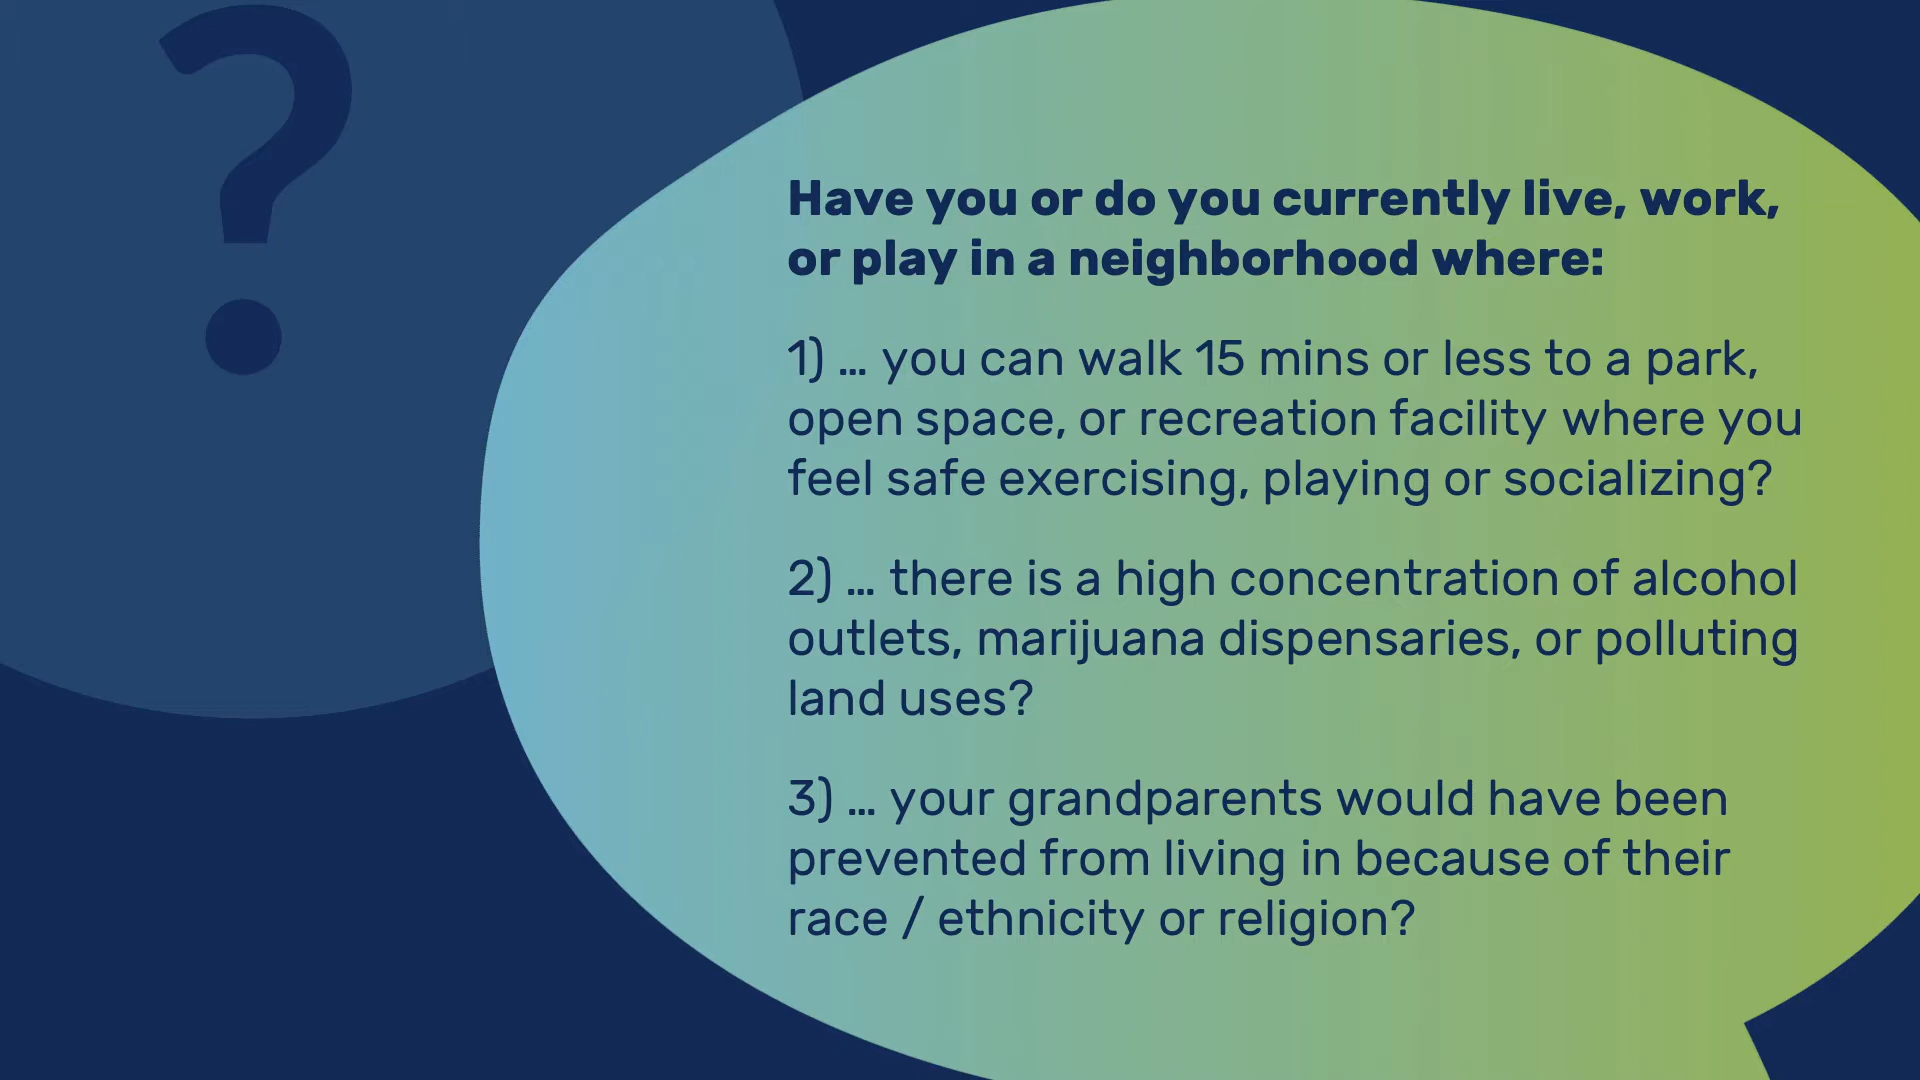 ?
Have you or do you currently live, work,
or play in a neighborhood where:
1) ... you can walk 15 mins or less to a park,
open space, or recreation facility where you
feel safe exercising, playing or socializing?
2) ... there is a high concentration of alcohol
outlets, marijuana dispensaries, or polluting
land uses?
3) ... your grandparents would have been
prevented from living in because of their
race / ethnicity or religion?